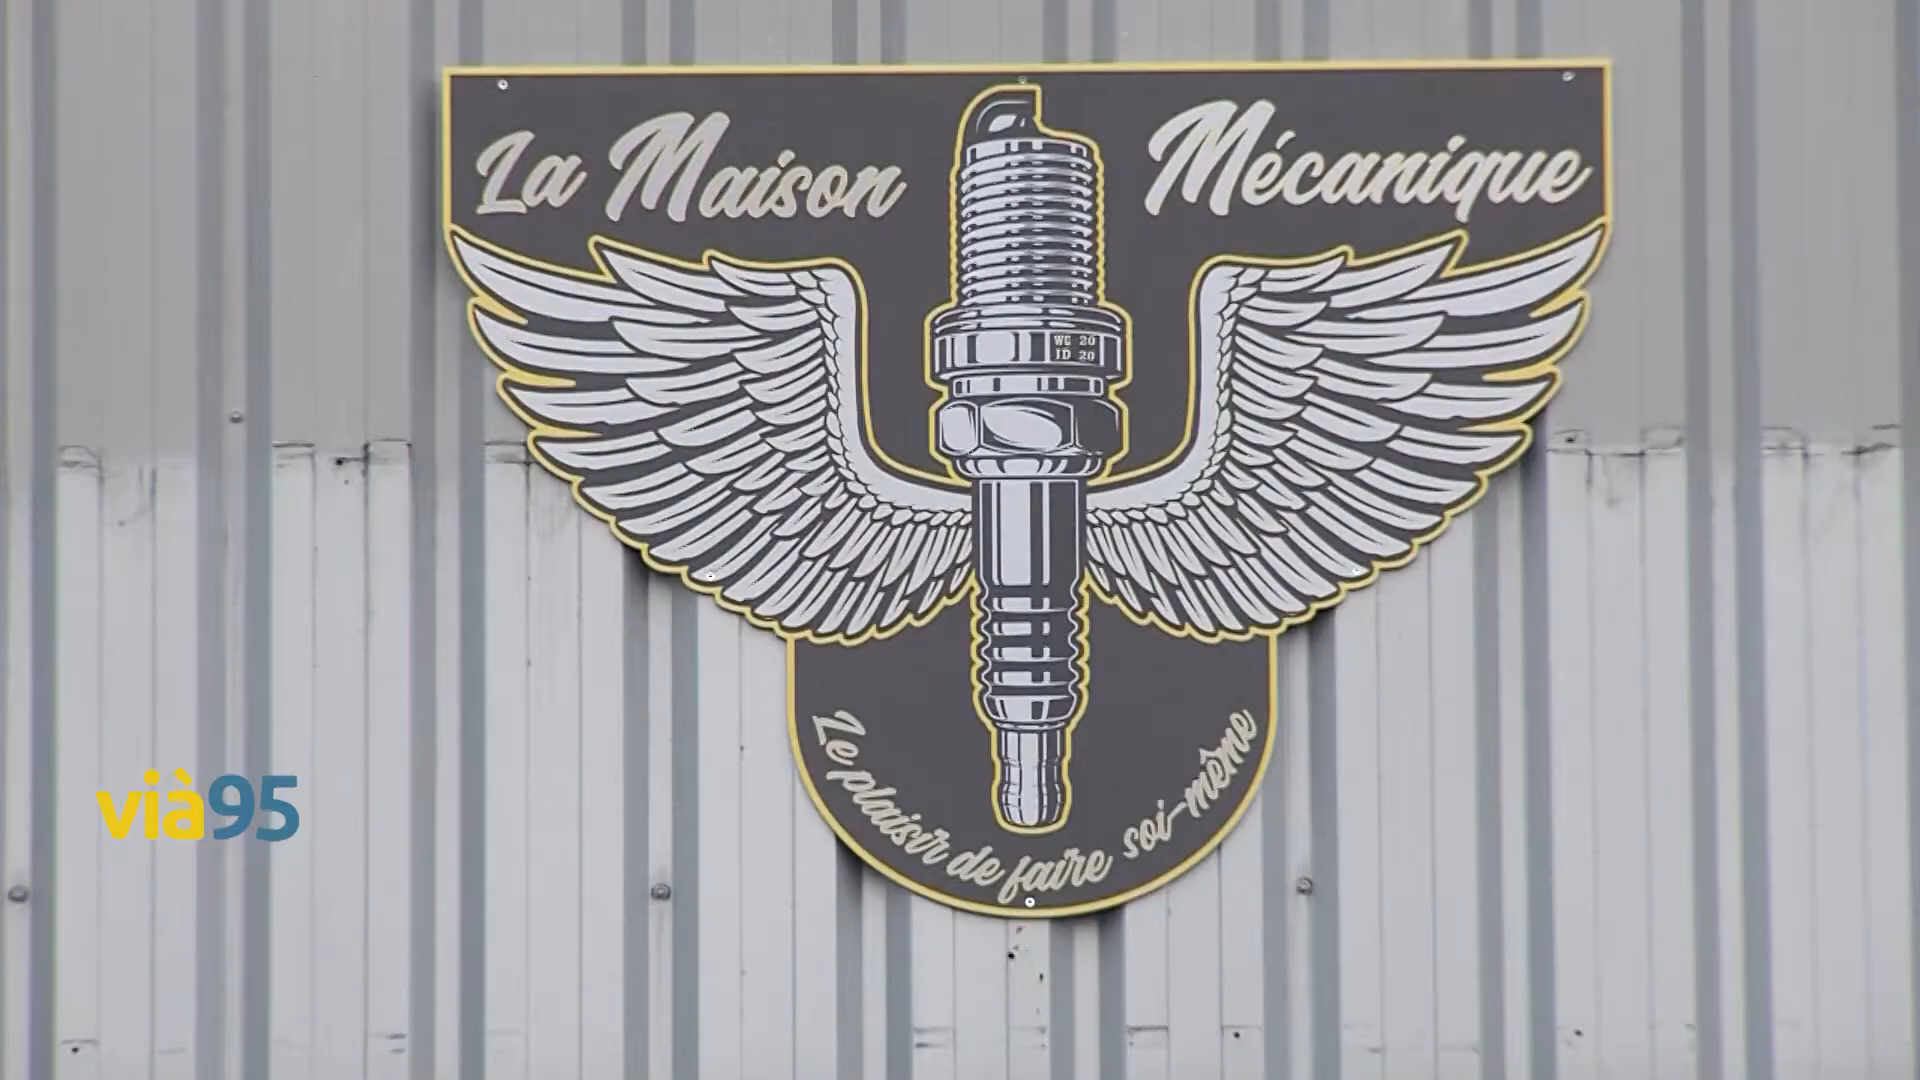 La Maison Mécanique
WG 20
ID 20
Le plaisir de faire soi-même
vià95